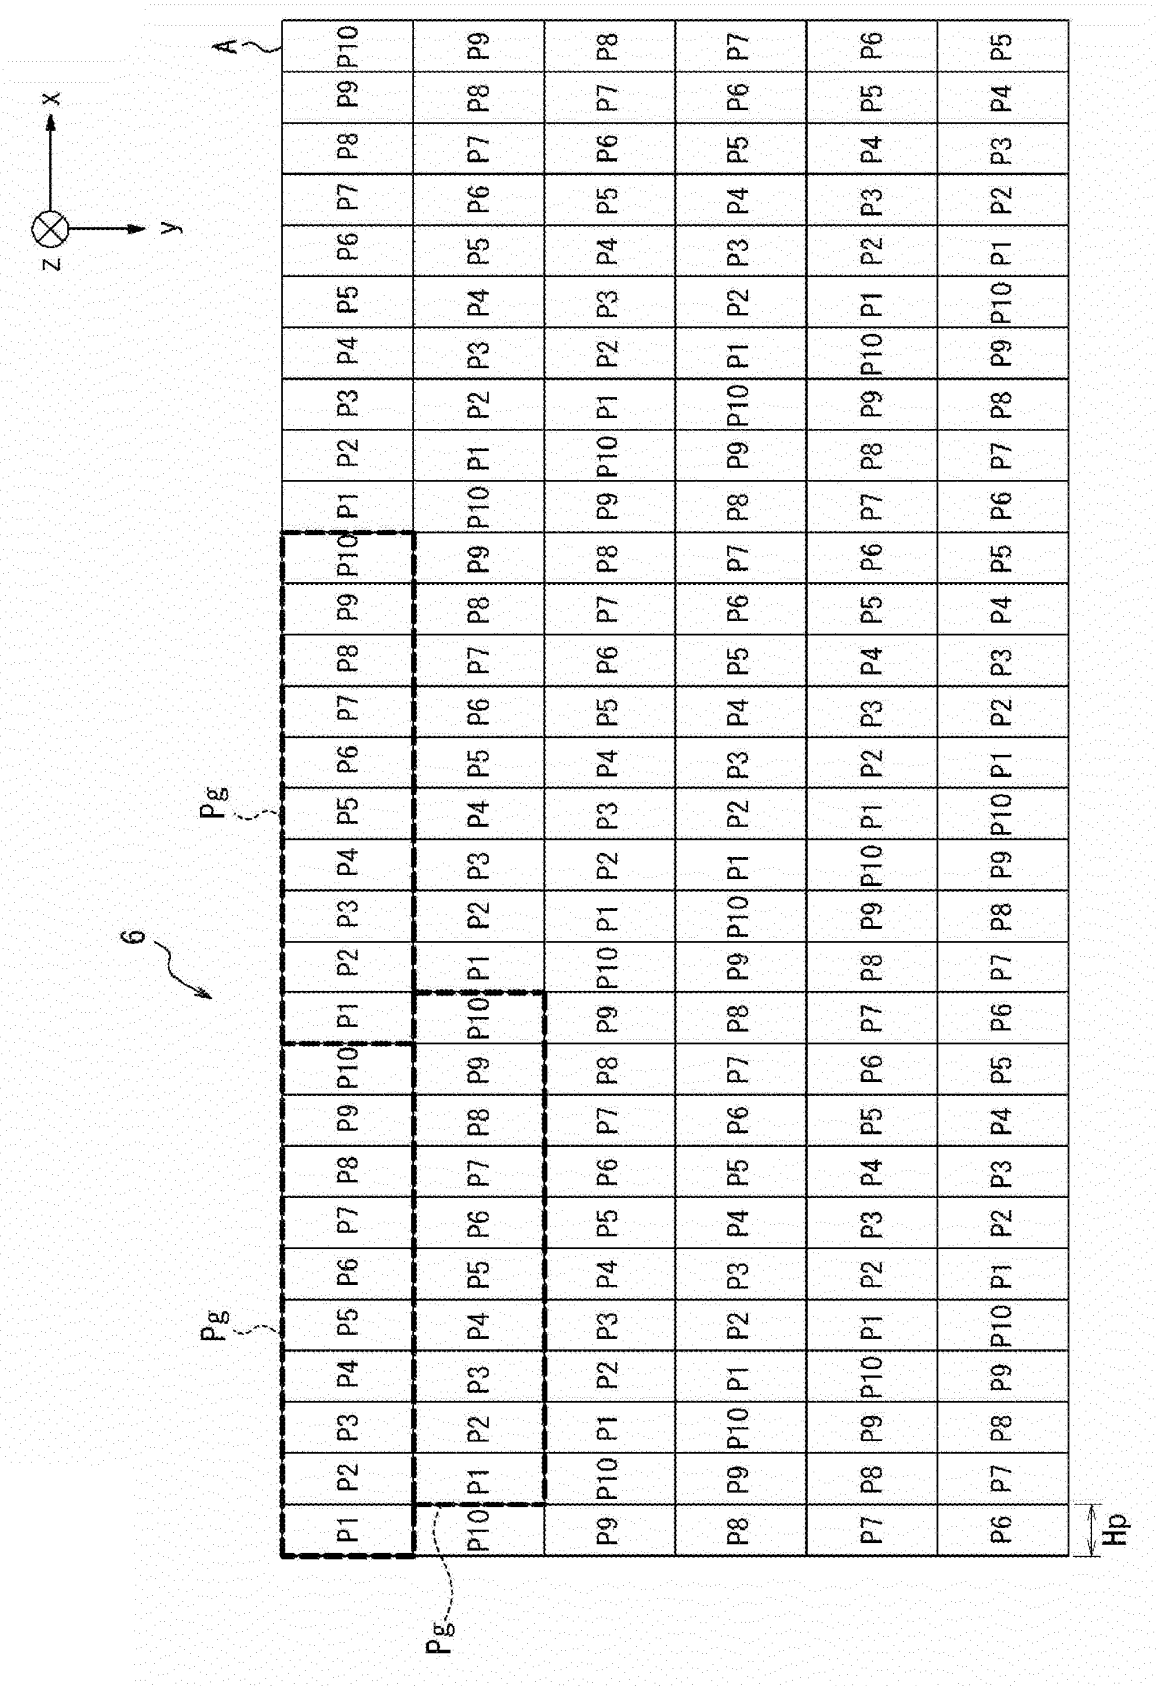 z x
6
y
Pg Pg A
P1 P2 P3 P4 P5 P6 P7 P8 P9 P10 P1 P2 P3 P4 P5 P6 P7 P8 P9 P10 P1 P2 P3 P4 P5 P6 P7 P8 P9 P10
Pg
P10 P1 P2 P3 P4 P5 P6 P7 P8 P9 P10 P1 P2 P3 P4 P5 P6 P7 P8 P9 P10 P1 P2 P3 P4 P5 P6 P7 P8 P9
P9 P10 P1 P2 P3 P4 P5 P6 P7 P8 P9 P10 P1 P2 P3 P4 P5 P6 P7 P8 P9 P10 P1 P2 P3 P4 P5 P6 P7 P8
P8 P9 P10 P1 P2 P3 P4 P5 P6 P7 P8 P9 P10 P1 P2 P3 P4 P5 P6 P7 P8 P9 P10 P1 P2 P3 P4 P5 P6 P7
P7 P8 P9 P10 P1 P2 P3 P4 P5 P6 P7 P8 P9 P10 P1 P2 P3 P4 P5 P6 P7 P8 P9 P10 P1 P2 P3 P4 P5 P6
P6 P7 P8 P9 P10 P1 P2 P3 P4 P5 P6 P7 P8 P9 P10 P1 P2 P3 P4 P5 P6 P7 P8 P9 P10 P1 P2 P3 P4 P5
Hp